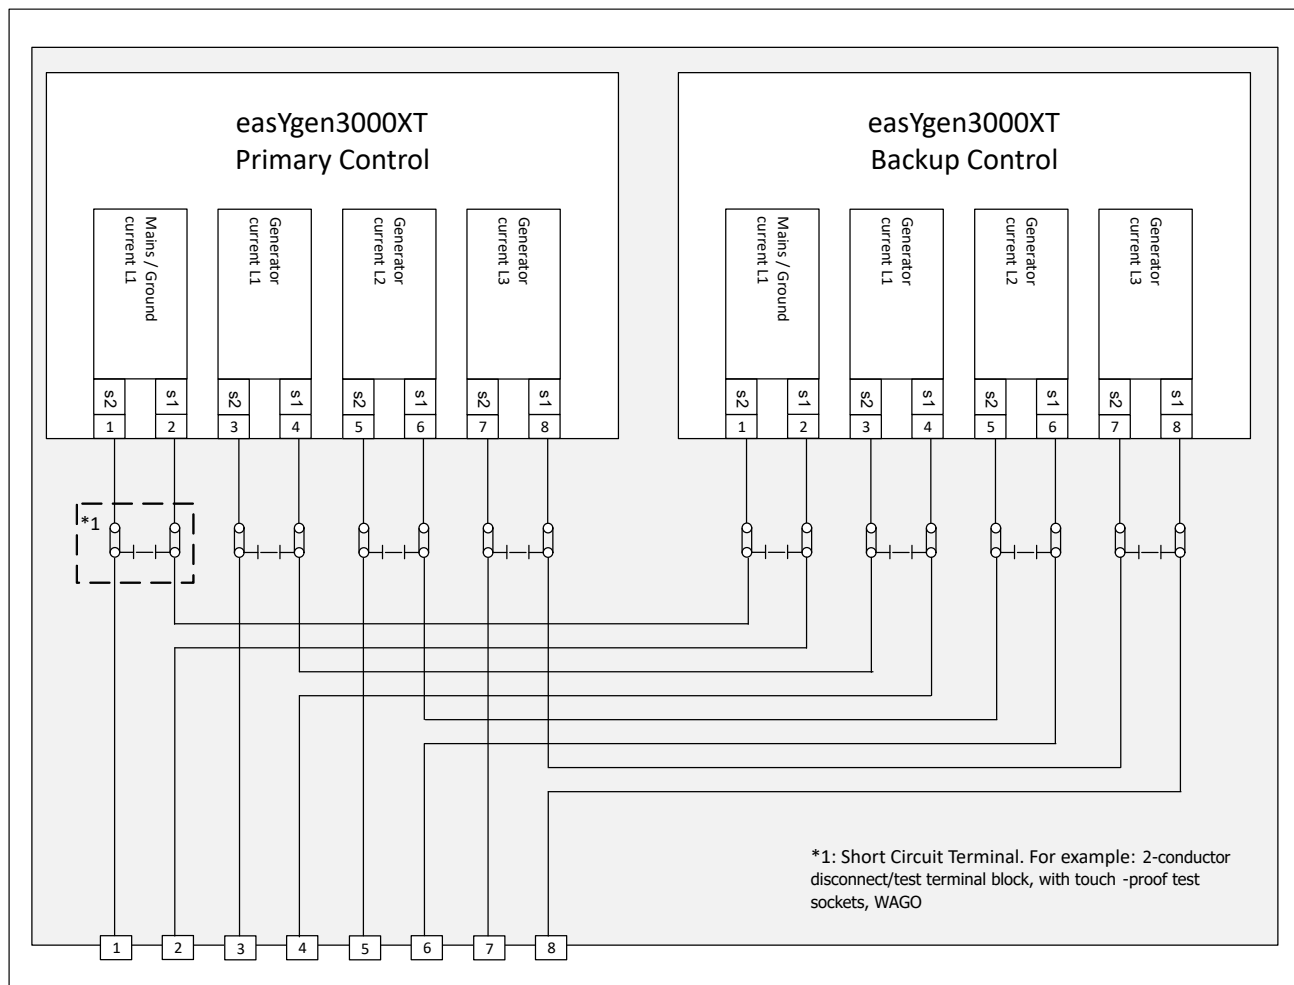 easYgen3000XT
Primary Control
Mains / Ground
current L1
Generator
current L1
Generator
current L2
Generator
current L3
s2 s1 s2 s1 s2 s1 s2 s1
1 2 3 4 5 6 7 8
easYgen3000XT
Backup Control
Mains / Ground
current L1
Generator
current L1
Generator
current L2
Generator
current L3
s2 s1 s2 s1 s2 s1 s2 s1
1 2 3 4 5 6 7 8
*1
*1: Short Circuit Terminal. For example: 2-conductor
disconnect/test terminal block, with touch -proof test
sockets, WAGO
1 2 3 4 5 6 7 8